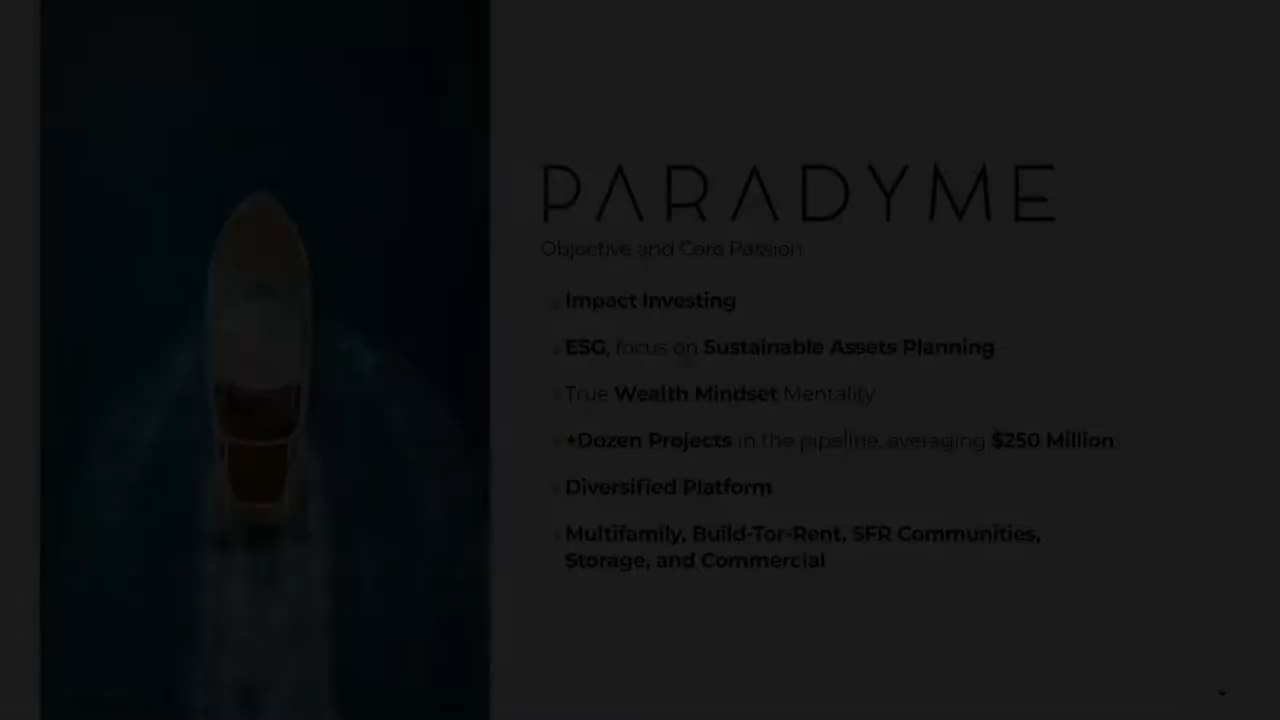 PARADYME
Objective and Core Passion
Impact Investing
ESG, focus on Sustainable Assets Planning
True Wealth Mindset Mentality
+Dozen Projects in the pipeline, averaging $250 Million
Diversified Platform
Multifamily, Build-Tor-Rent, SFR Communities,
Storage, and Commercial